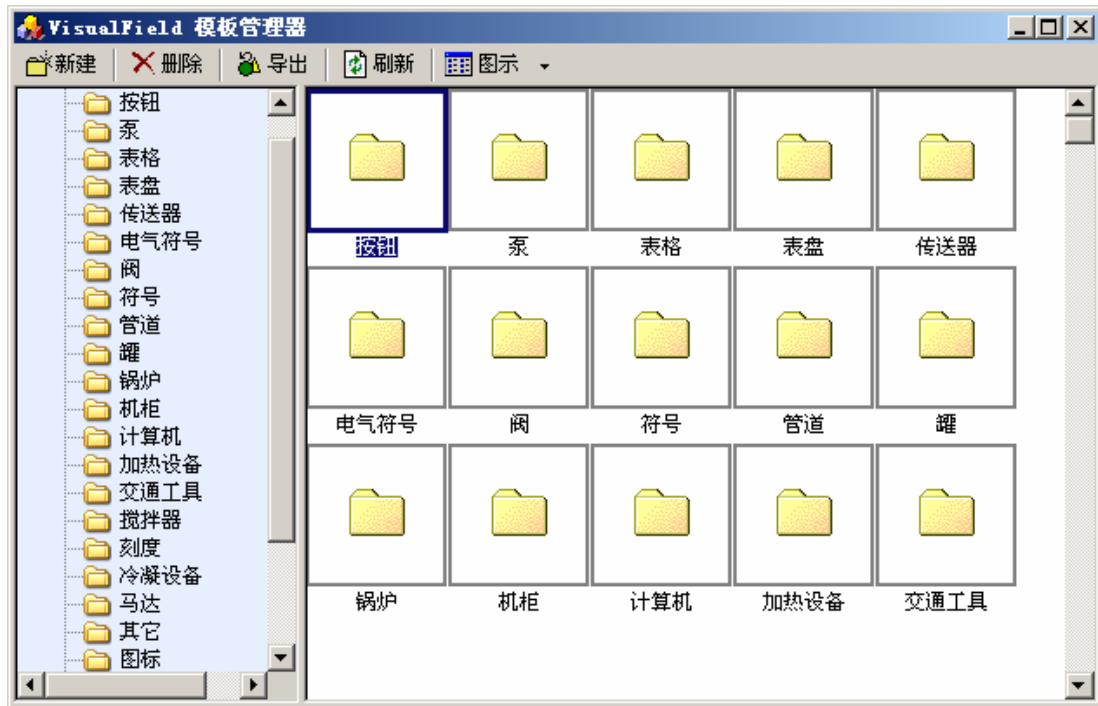 VisualField 模板管理器
新建 删除 导出 刷新 图示
按钮
泵
表格
表盘
传送器
电气符号
阀
符号
管道
罐
锅炉
机柜
计算机
加热设备
交通工具
搅拌器
刻度
冷凝设备
马达
其它
图标
按钮 泵 表格 表盘 传送器
电气符号 阀 符号 管道 罐
锅炉 机柜 计算机 加热设备 交通工具